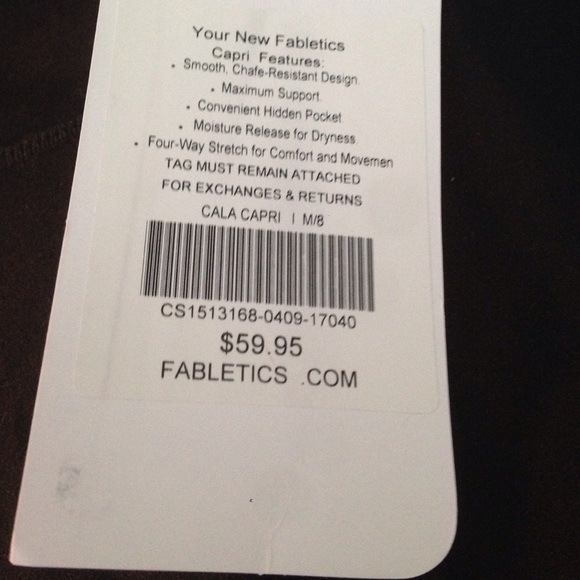 Your New Fabletics
Capri Features:
• Smooth, Chafe-Resistant Design.
• Maximum Support.
• Convenient Hidden Pocket
• Moisture Release for Dryness
• Four-Way Stretch for Comfort and Movemen
TAG MUST REMAIN ATTACHED
FOR EXCHANGES & RETURNS
CALA CAPRI | M/8
CS1513168-0409-17040
$59.95
FABLETICS .COM